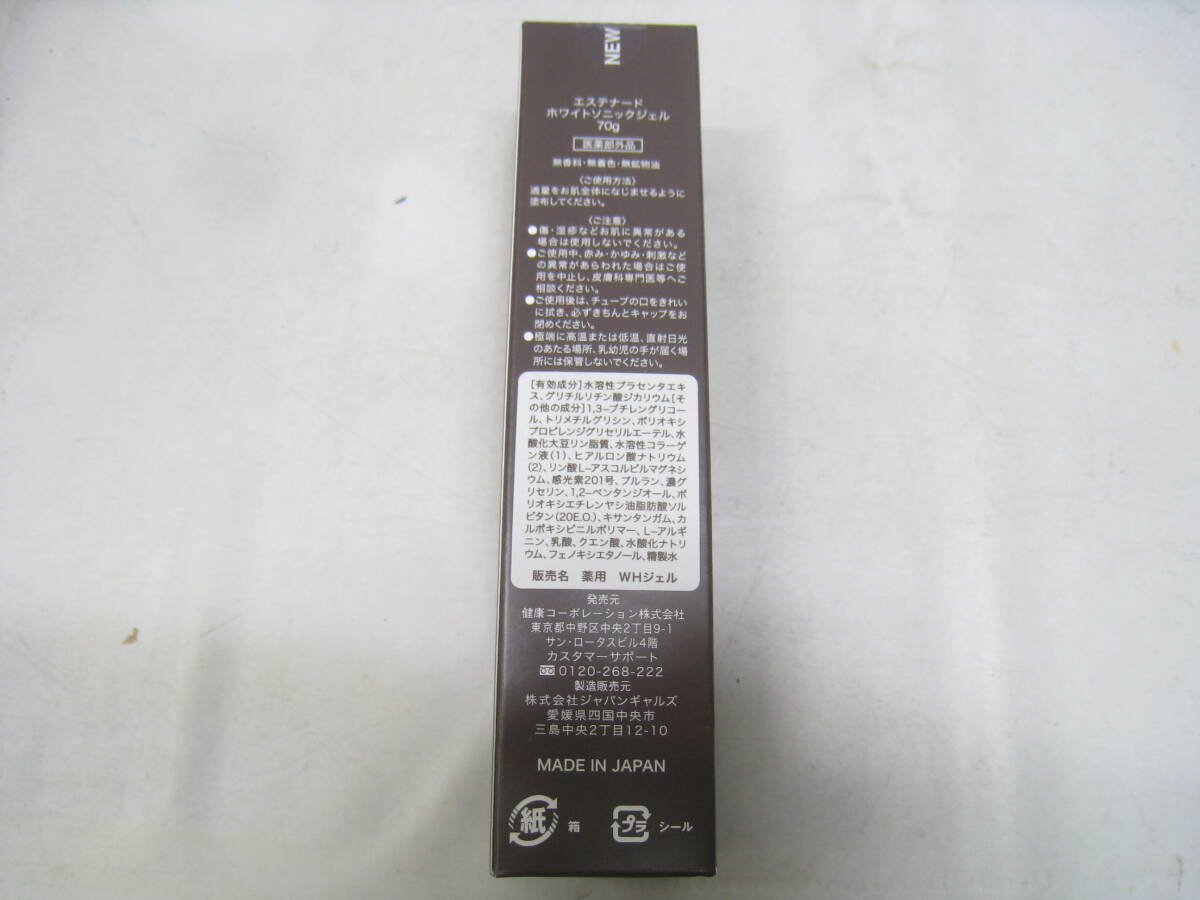 NEW
エステナード
ホワイトソニックジェル
70g
医薬部外品
無香料・無着色・無鉱物油
〈ご使用方法〉
適量をお肌全体になじませるように
塗布してください。
〈ご注意〉
●傷・湿疹などお肌に異常がある
場合は使用しないでください。
●ご使用中、赤み・かゆみ・刺激など
の異常があらわれた場合はご使
用を中止し、皮膚科専門医等へご
相談ください。
●ご使用後は、チューブの口をきれい
に拭き、必ずきちんとキャップをお
閉めください。
●極端に高温または低温、直射日光
のあたる場所、乳幼児の手が届く場
所には保管しないでください。
[有効成分]水溶性プラセンタエキ
ス、グリチルリチン酸ジカリウム[そ
の他の成分]1,3–ブチレングリコー
ル、トリメチルグリシン、ポリオキシ
プロピレンジグリセリルエーテル、水
酸化大豆リン脂質、水溶性コラーゲ
ン液(1)、ヒアルロン酸ナトリウム
(2)、リン酸L–アスコルビルマグネシ
ウム、感光素201号、プルラン、濃グ
リセリン、1,2–ペンタンジオール、ポ
リオキシエチレンヤシ油脂肪酸ソル
ビタン(20E.O.)、キサンタンガム、カ
ルボキシビニルポリマー、L–アルギ
ニン、乳酸、クエン酸、水酸化ナトリ
ウム、フェノキシエタノール、精製水
販売名 薬用 WHジェル
発売元
健康コーポレーション株式会社
東京都中野区中央2丁目9-1
サン・ロータスビル4階
カスタマーサポート
0120-268-222
製造販売元
株式会社ジャパンギャルズ
愛媛県四国中央市
三島中央2丁目12-10
MADE IN JAPAN
紙 箱 プラ シール